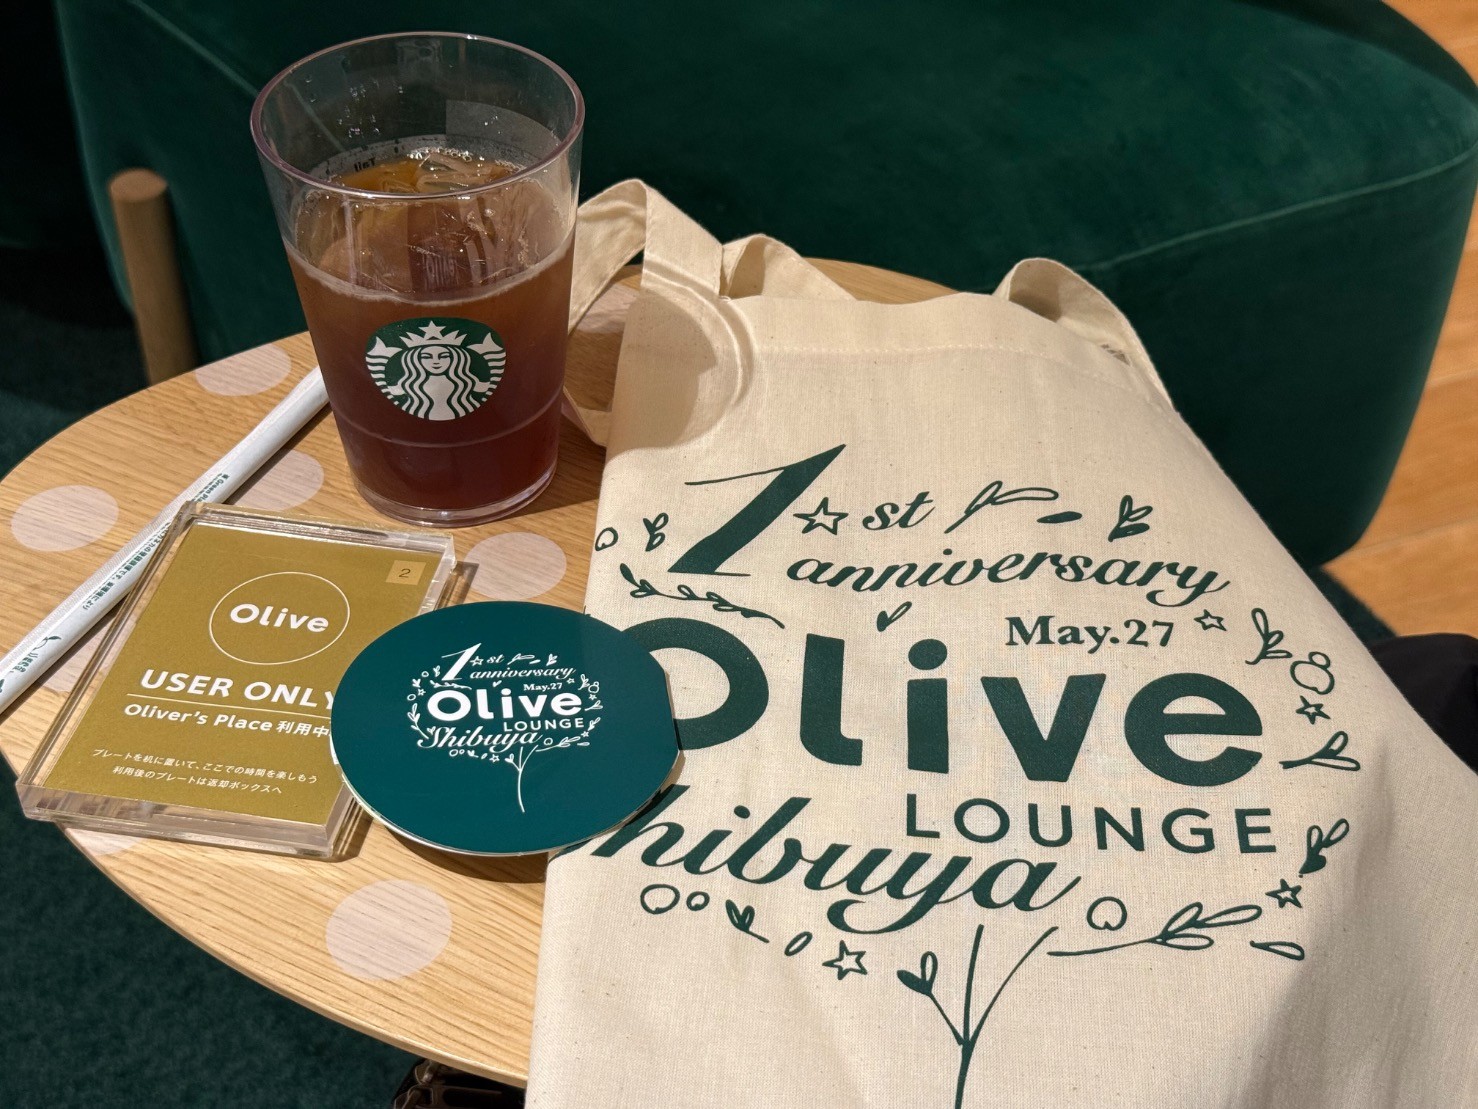 2
Olive
USER ONLY
Oliver's Place 利用中
プレートを机に置いて、ここでの時間を楽しもう
利用後のプレートは返却ボックスへ
1st
anniversary
May.27
Olive
LOUNGE
Shibuya
1st
anniversary
May.27
Olive
LOUNGE
Shibuya